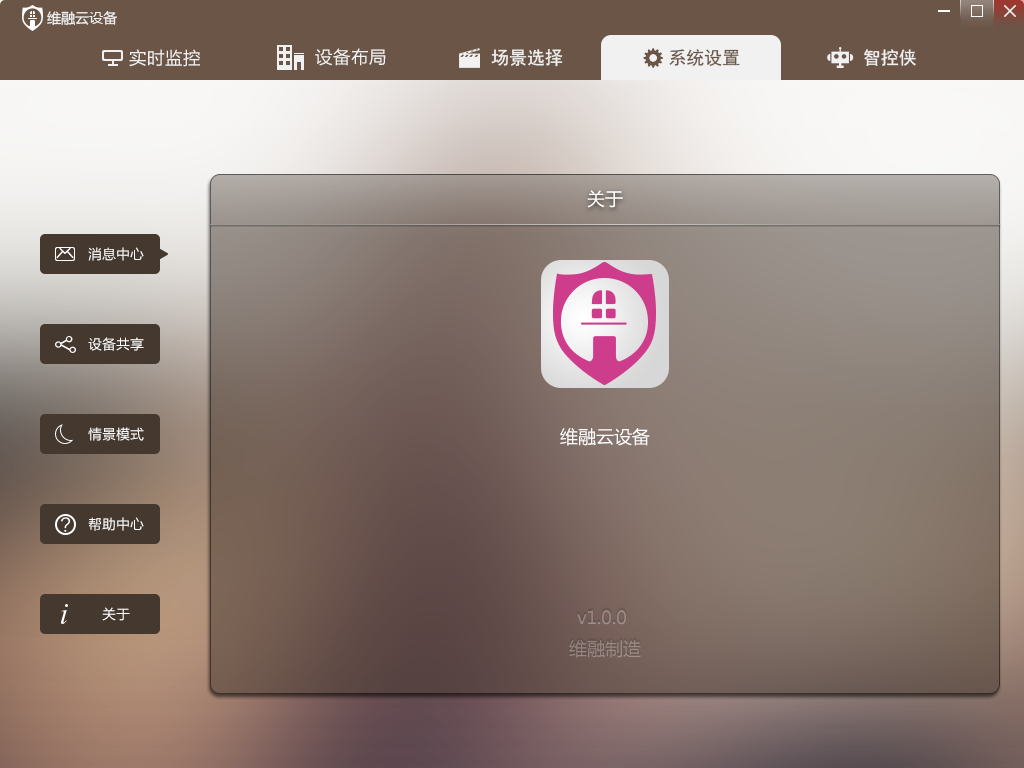 维融云设备
实时监控
设备布局
场景选择
系统设置
智控侠
关于
消息中心
设备共享
情景模式
帮助中心
i 关于
维融云设备
v1.0.0
维融制造